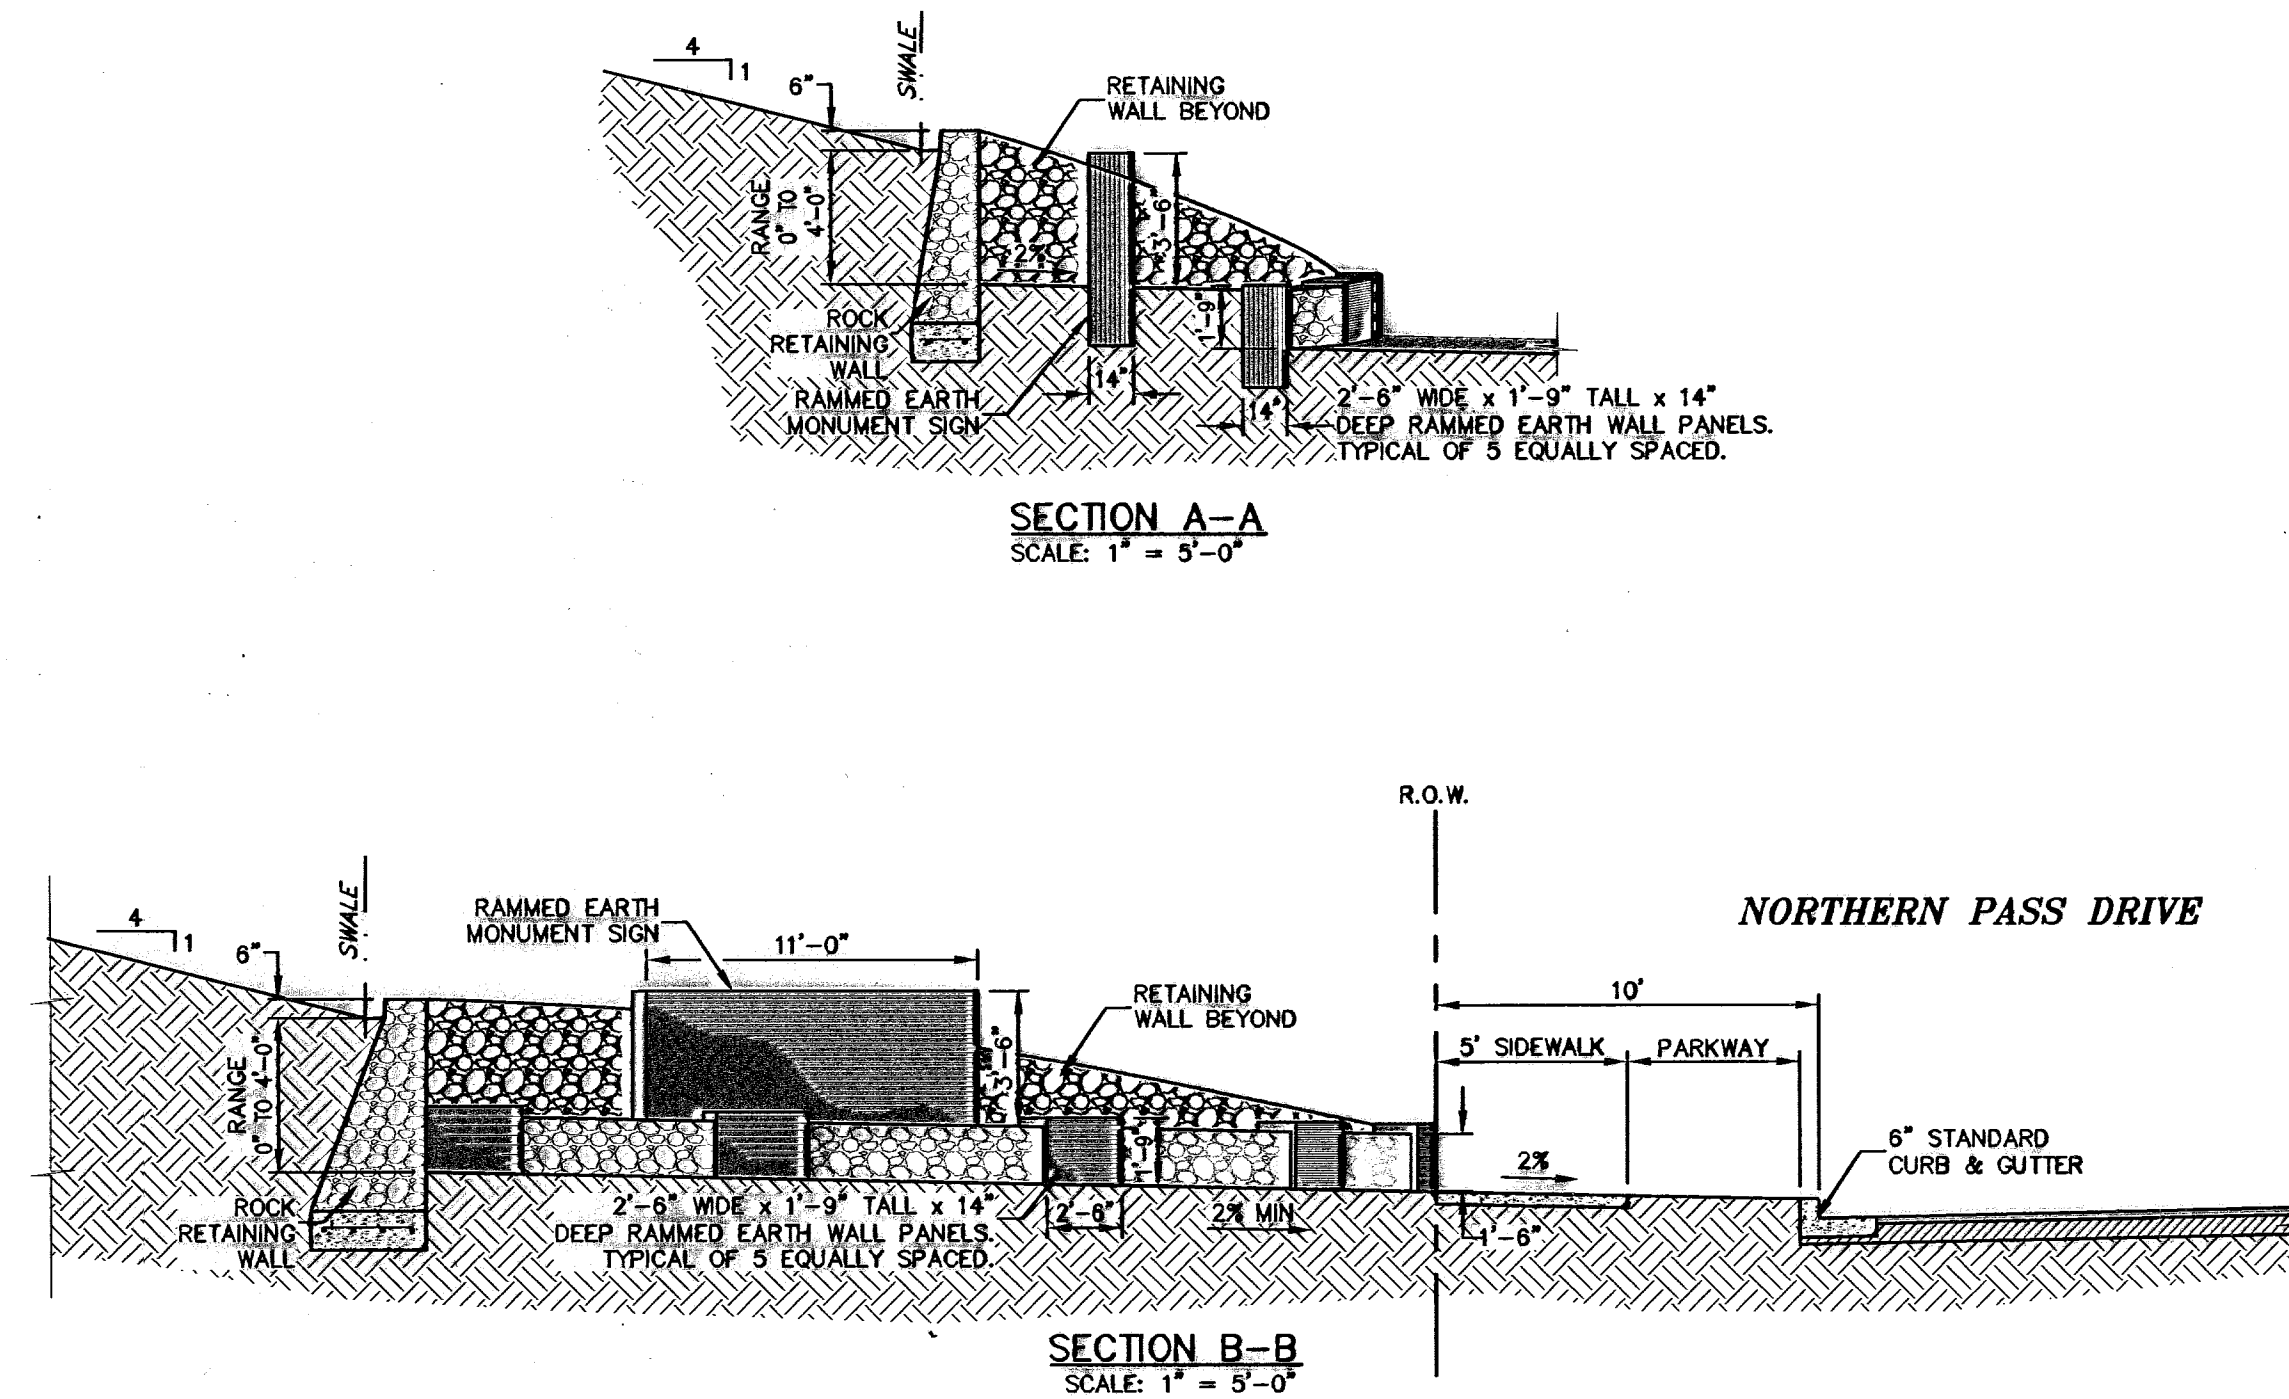 4
1
6"
SWALE
RETAINING
WALL BEYOND
RANGE
0" TO
4'-0"
3'-6"
2%
1'-9"
ROCK
RETAINING
WALL
RAMMED EARTH
MONUMENT SIGN
14"
14"
2'-6" WIDE x 1'-9" TALL x 14"
DEEP RAMMED EARTH WALL PANELS.
TYPICAL OF 5 EQUALLY SPACED.
SECTION A-A
SCALE: 1" = 5'-0"
R.O.W.
NORTHERN PASS DRIVE
4
1
6"
SWALE
RAMMED EARTH
MONUMENT SIGN
11'-0"
RETAINING
WALL BEYOND
10'
5' SIDEWALK
PARKWAY
RANGE
0" TO 4'-0"
3'-6"
1'-9"
6" STANDARD
CURB & GUTTER
2%
ROCK
RETAINING
WALL
2'-6" WIDE x 1'-9" TALL x 14"
DEEP RAMMED EARTH WALL PANELS.
TYPICAL OF 5 EQUALLY SPACED.
2'-6"
2% MIN
1'-6"
SECTION B-B
SCALE: 1" = 5'-0"